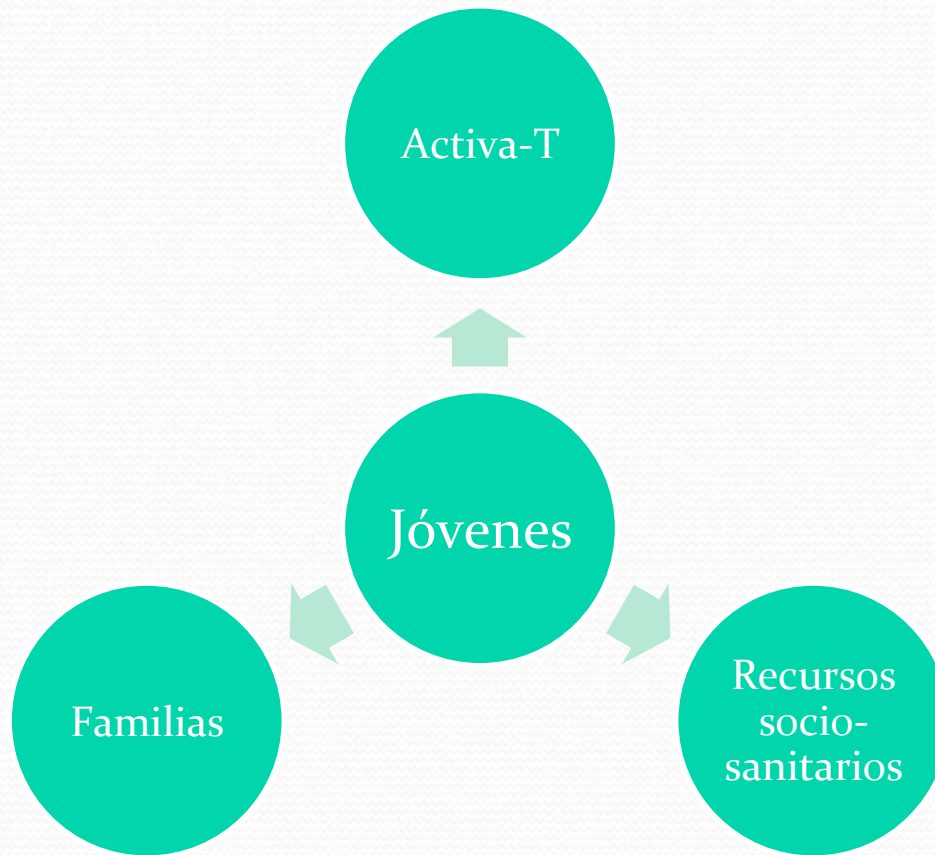 Activa-T
Jóvenes
Familias
Recursos
socio-
sanitarios